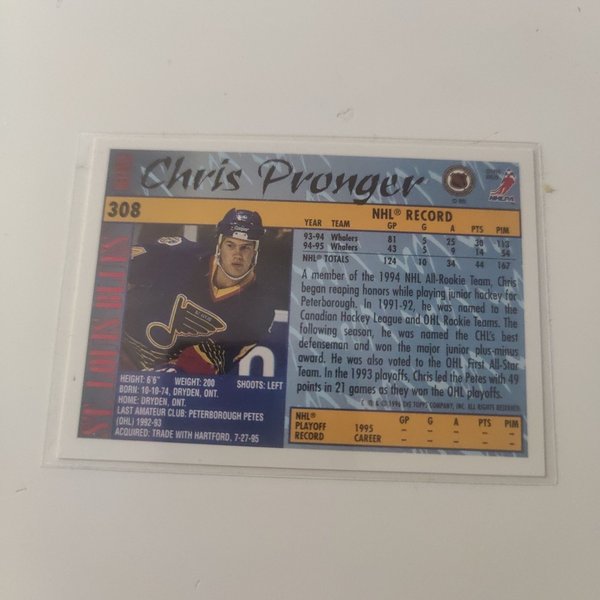 Chris Pronger
NHLPA
308
ST. LOUIS BLUES
NHL® RECORD
YEAR TEAM GP G A PTS PIM
93-94 Whalers 81 5 25 30 113
94-95 Whalers 43 5 9 14 54
NHL® TOTALS 124 10 34 44 167
A member of the 1994 NHL All-Rookie Team, Chris
began reaping honors while playing junior hockey for
Peterborough. In 1991-92, he was named to the
Canadian Hockey League and OHL Rookie Teams. The
following season, he was named the CHL's best
defenseman and won the major junior plus-minus
award. He was also voted to the OHL First All-Star
Team. In the 1993 playoffs, Chris led the Petes with 49
points in 21 games as they won the OHL playoffs.
HEIGHT: 6'6" WEIGHT: 200 SHOOTS: LEFT
BORN: 10-10-74, DRYDEN, ONT.
HOME: DRYDEN, ONT.
LAST AMATEUR CLUB: PETERBOROUGH PETES
(OHL) 1992-93
ACQUIRED: TRADE WITH HARTFORD, 7-27-95
THE TOPPS COMPANY, INC. ALL RIGHTS RESERVED.
NHL® GP G A PTS PIM
PLAYOFF 1995 – – – – –
RECORD CAREER – – – – –